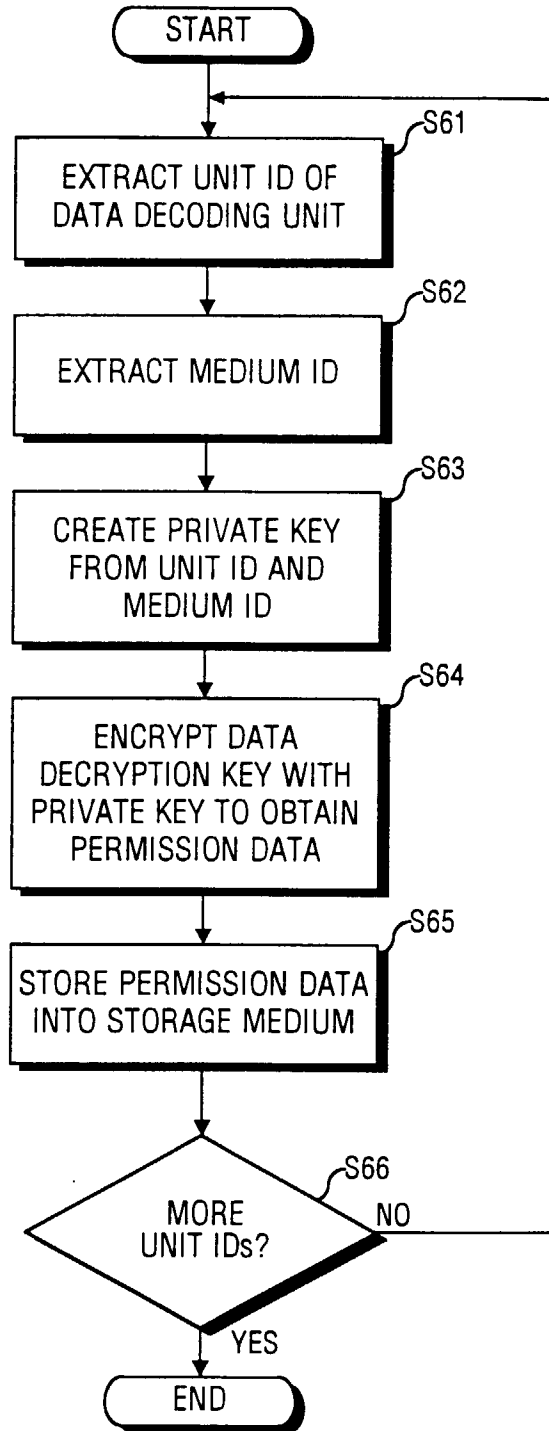 START
S61
EXTRACT UNIT ID OF
DATA DECODING UNIT
S62
EXTRACT MEDIUM ID
S63
CREATE PRIVATE KEY
FROM UNIT ID AND
MEDIUM ID
S64
ENCRYPT DATA
DECRYPTION KEY WITH
PRIVATE KEY TO OBTAIN
PERMISSION DATA
S65
STORE PERMISSION DATA
INTO STORAGE MEDIUM
S66
MORE
UNIT IDs?
NO
YES
END